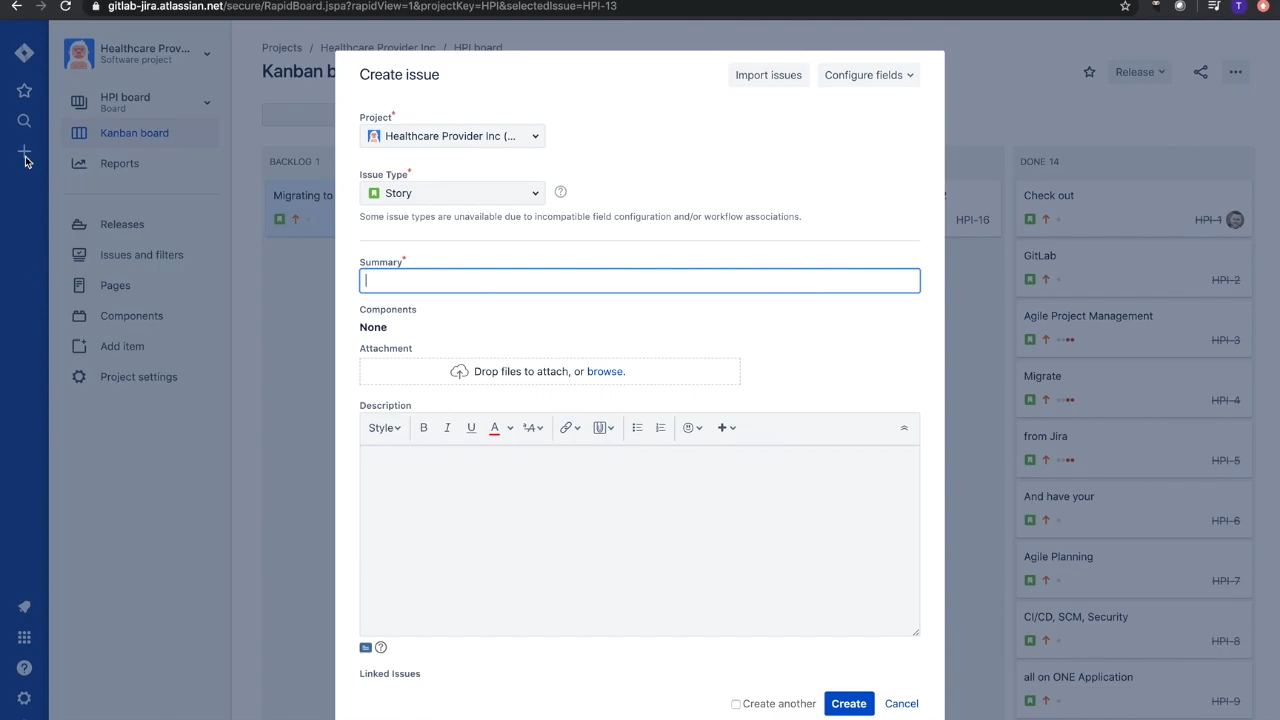 gitlab-jira.atlassian.net/secure/RapidBoard.jspa?rapidView=1&projectKey=HPI&selectedIssue=HPI-13
Healthcare Prov...
Software project
HPI board
Board
Kanban board
Reports
Releases
Issues and filters
Pages
Components
Add item
Project settings
Projects / Healthcare Provider Inc / HPI board
Kanban b
Release
BACKLOG 1
Migrating to
HPI-16
DONE 14
Check out
HPI-1
GitLab
HPI-2
Agile Project Management
HPI-3
Migrate
HPI-4
from Jira
HPI-5
And have your
HPI-6
Agile Planning
HPI-7
CI/CD, SCM, Security
HPI-8
all on ONE Application
HPI-9
Create issue
Import issues
Configure fields
Project*
Healthcare Provider Inc (...
Issue Type*
Story
Some issue types are unavailable due to incompatible field configuration and/or workflow associations.
Summary*
Components
None
Attachment
Drop files to attach, or browse.
Description
Style B I U A
Linked Issues
Create another
Create
Cancel